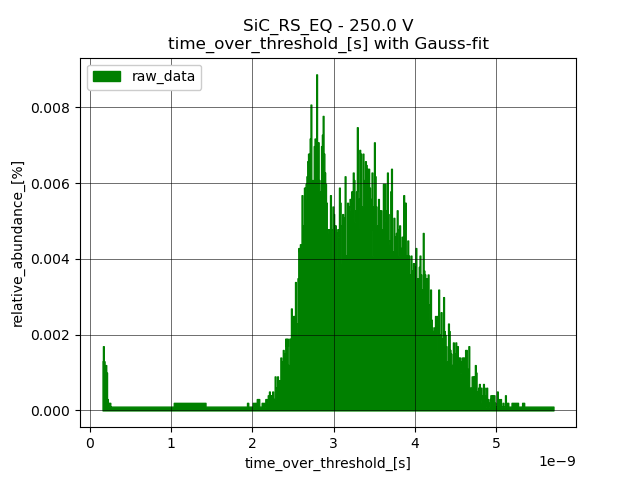 SiC_RS_EQ - 250.0 V
time_over_threshold_[s] with Gauss-fit
raw_data
0.008
0.006
0.004
0.002
0.000
relative_abundance_[%]
0
1
2
3
4
5
time_over_threshold_[s]
1e−9